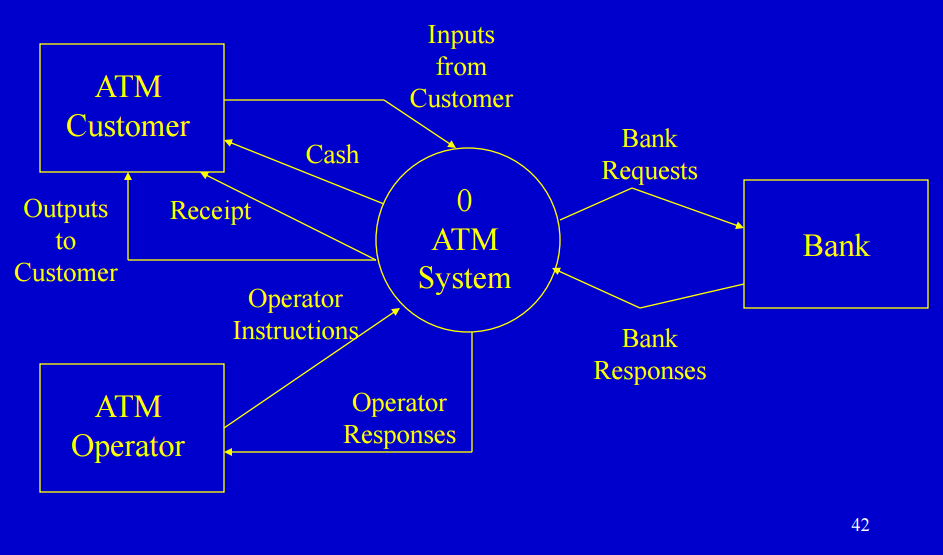 Inputs
from
Customer
ATM
Customer
Cash
Bank
Requests
Outputs
to
Customer
Receipt
0
ATM
System
Bank
Operator
Instructions
Bank
Responses
ATM
Operator
Operator
Responses
42